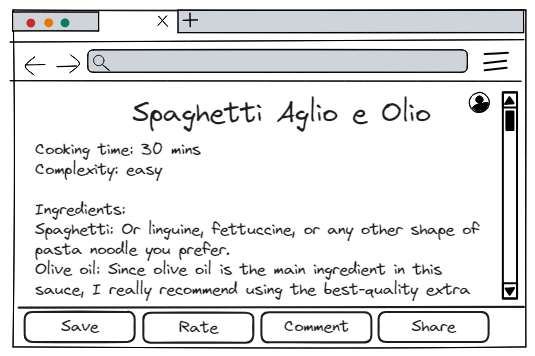 Spaghetti Aglio e Olio
Cooking time: 30 mins
Complexity: easy
Ingredients:
Spaghetti: Or linguine, fettuccine, or any other shape of
pasta noodle you prefer.
Olive oil: Since olive oil is the main ingredient in this
sauce, I really recommend using the best-quality extra
Save
Rate
Comment
Share